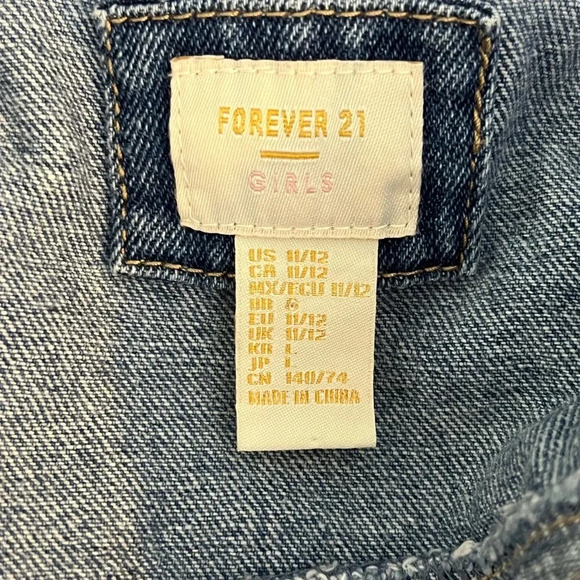 FOREVER 21
GIRLS
US 11/12
CA 11/12
MX/ECU 11/12
BR G
EU 11/12
UK 11/12
KR L
JP L
CN 140/74
MADE IN CHINA